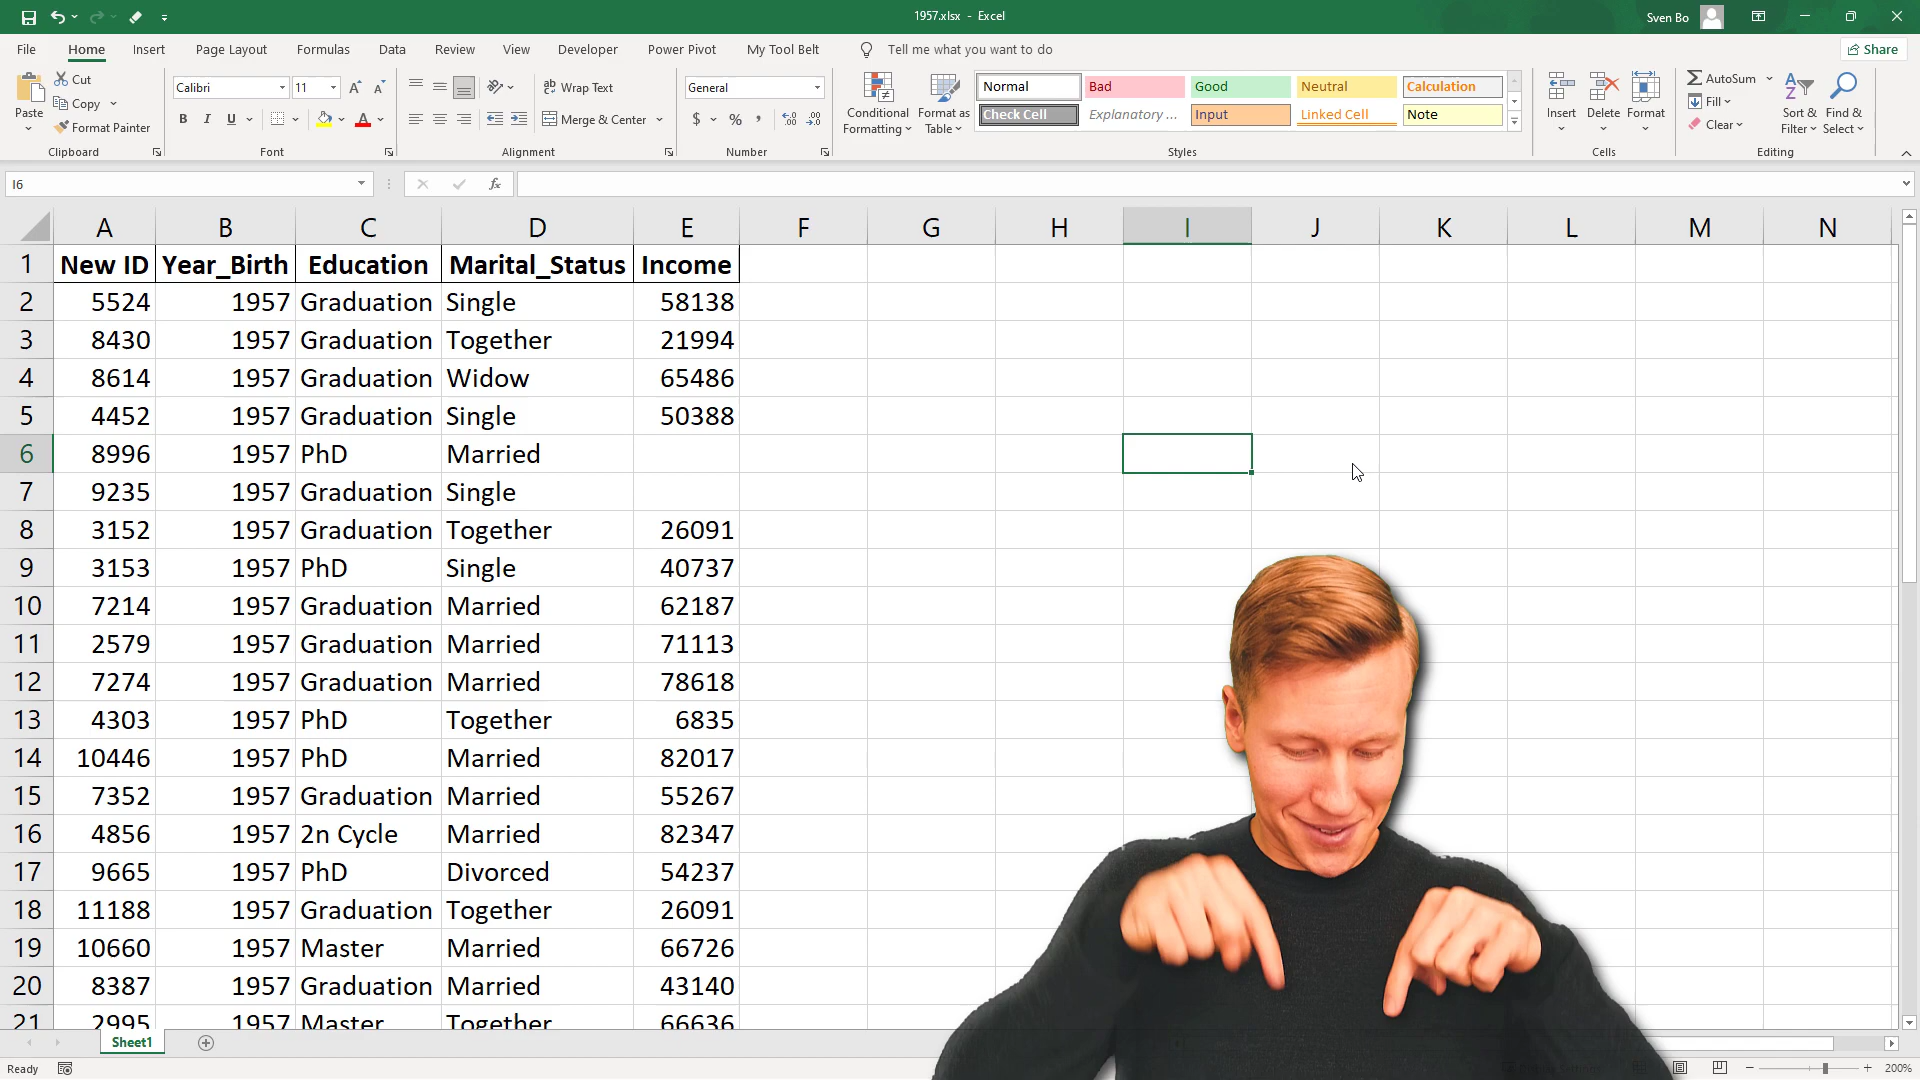 1957.xlsx - Excel
Sven Bo
File Home Insert Page Layout Formulas Data Review View Developer Power Pivot My Tool Belt Tell me what you want to do Share
Paste
Cut
Copy
Format Painter
Clipboard
Calibri 11
B I U
Font
Wrap Text
Merge & Center
Alignment
General
$ % ,
Number
Conditional Formatting
Format as Table
Normal Bad Good Neutral Calculation
Check Cell Explanatory ... Input Linked Cell Note
Styles
Insert Delete Format
Cells
AutoSum
Fill
Clear
Sort & Filter
Find & Select
Editing
I6
fx
A B C D E F G H I J K L M N
1 New ID Year_Birth Education Marital_Status Income
2 5524 1957 Graduation Single 58138
3 8430 1957 Graduation Together 21994
4 8614 1957 Graduation Widow 65486
5 4452 1957 Graduation Single 50388
6 8996 1957 PhD Married
7 9235 1957 Graduation Single
8 3152 1957 Graduation Together 26091
9 3153 1957 PhD Single 40737
10 7214 1957 Graduation Married 62187
11 2579 1957 Graduation Married 71113
12 7274 1957 Graduation Married 78618
13 4303 1957 PhD Together 6835
14 10446 1957 PhD Married 82017
15 7352 1957 Graduation Married 55267
16 4856 1957 2n Cycle Married 82347
17 9665 1957 PhD Divorced 54237
18 11188 1957 Graduation Together 26091
19 10660 1957 Master Married 66726
20 8387 1957 Graduation Married 43140
21 2995 1957 Master Together 66636
Sheet1
Ready
200%